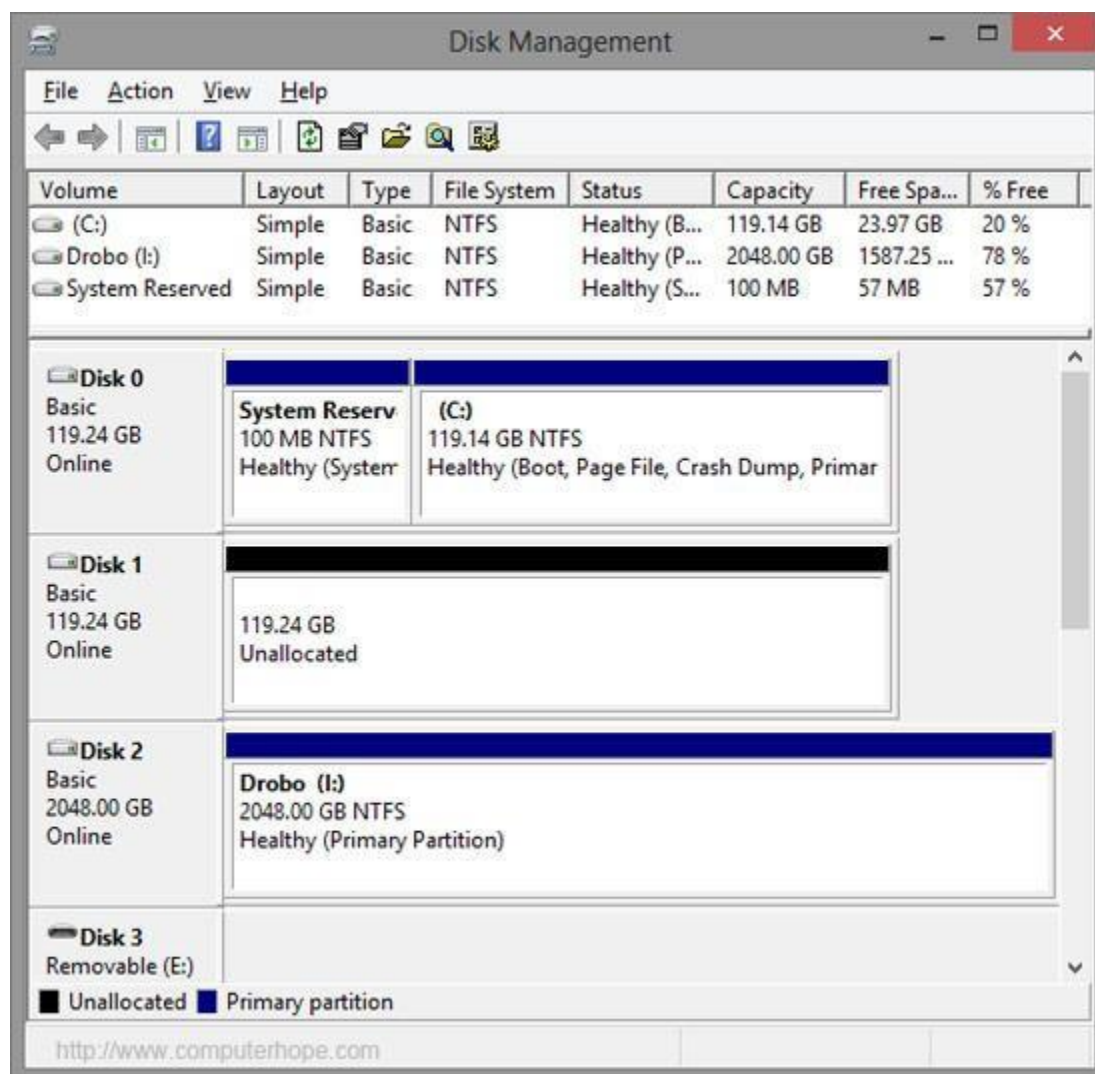 Disk Management
File Action View Help
Volume Layout Type File System Status Capacity Free Spa... % Free
(C:) Simple Basic NTFS Healthy (B... 119.14 GB 23.97 GB 20 %
Drobo (I:) Simple Basic NTFS Healthy (P... 2048.00 GB 1587.25 ... 78 %
System Reserved Simple Basic NTFS Healthy (S... 100 MB 57 MB 57 %
Disk 0
Basic
119.24 GB
Online
System Reserv
100 MB NTFS
Healthy (System
(C:)
119.14 GB NTFS
Healthy (Boot, Page File, Crash Dump, Primar
Disk 1
Basic
119.24 GB
Online
119.24 GB
Unallocated
Disk 2
Basic
2048.00 GB
Online
Drobo (I:)
2048.00 GB NTFS
Healthy (Primary Partition)
Disk 3
Removable (E:)
Unallocated Primary partition
http://www.computerhope.com